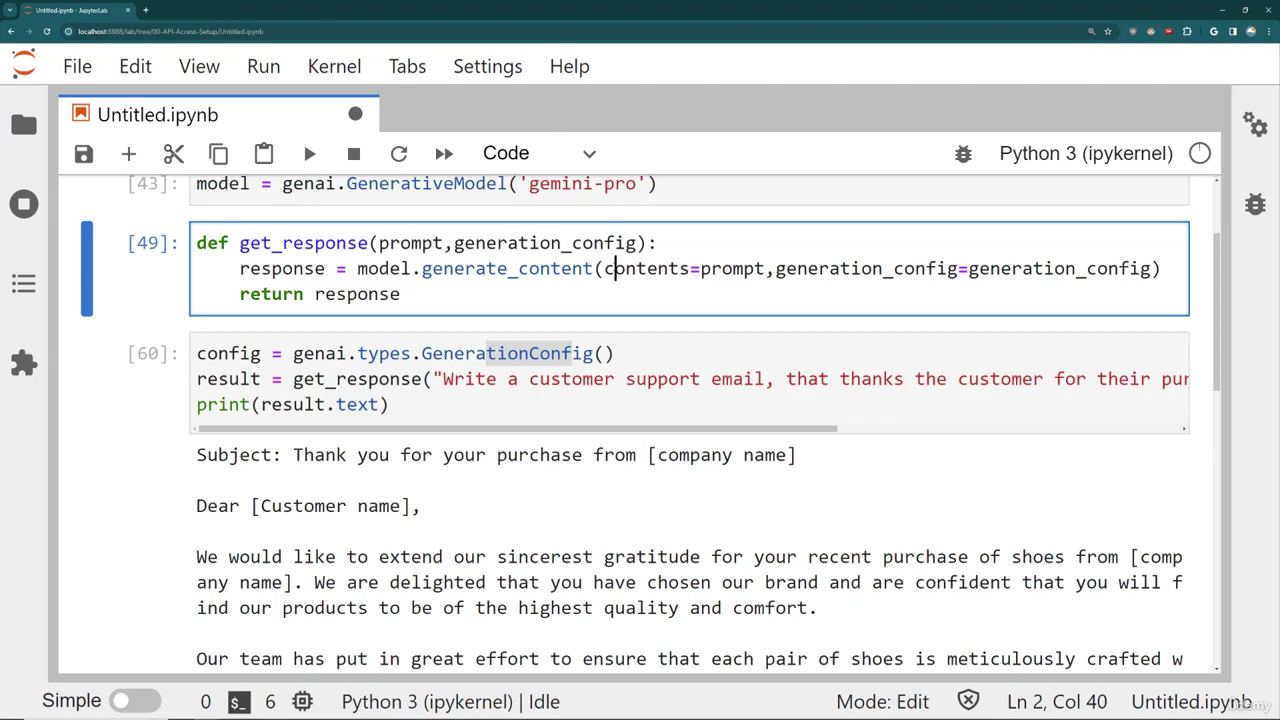 Untitled.ipynb - JupyterLab
localhost:8888/lab/tree/00-API-Access-Setup/Untitled.ipynb
File Edit View Run Kernel Tabs Settings Help
Untitled.ipynb
Code Python 3 (ipykernel)
[43]: model = genai.GenerativeModel('gemini-pro')
[49]: def get_response(prompt,generation_config):
response = model.generate_content(contents=prompt,generation_config=generation_config)
return response
[60]: config = genai.types.GenerationConfig()
result = get_response("Write a customer support email, that thanks the customer for their pur
print(result.text)
Subject: Thank you for your purchase from [company name]
Dear [Customer name],
We would like to extend our sincerest gratitude for your recent purchase of shoes from [comp
any name]. We are delighted that you have chosen our brand and are confident that you will f
ind our products to be of the highest quality and comfort.
Our team has put in great effort to ensure that each pair of shoes is meticulously crafted w
Simple 0 6 Python 3 (ipykernel) | Idle Mode: Edit Ln 2, Col 40 Untitled.ipynb
Udemy